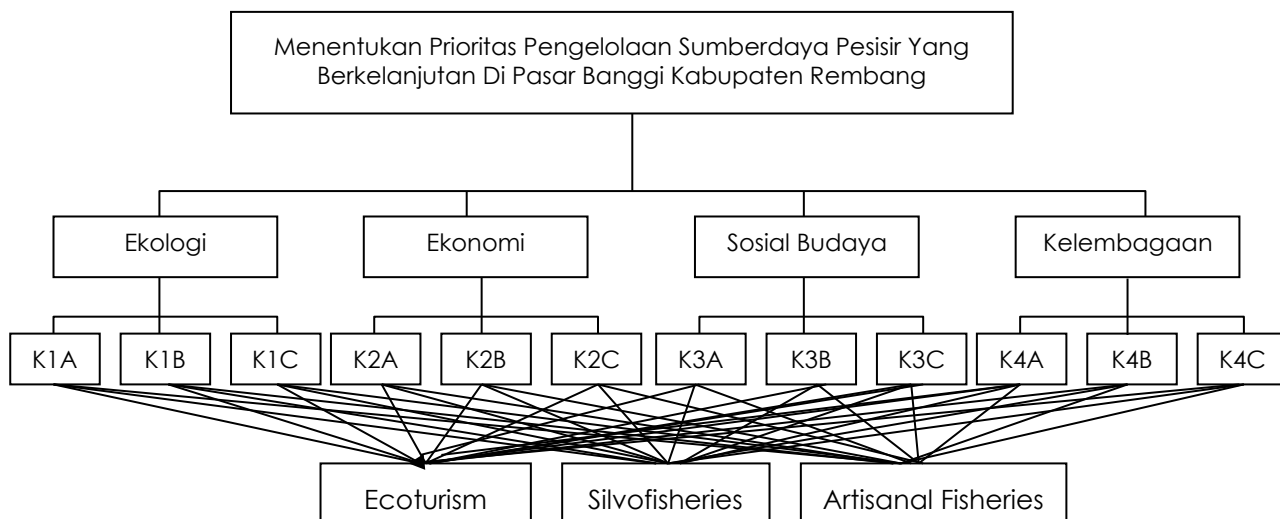 Menentukan Prioritas Pengelolaan Sumberdaya Pesisir Yang
Berkelanjutan Di Pasar Banggi Kabupaten Rembang
Ekologi
Ekonomi
Sosial Budaya
Kelembagaan
K1A
K1B
K1C
K2A
K2B
K2C
K3A
K3B
K3C
K4A
K4B
K4C
Ecoturism
Silvofisheries
Artisanal Fisheries